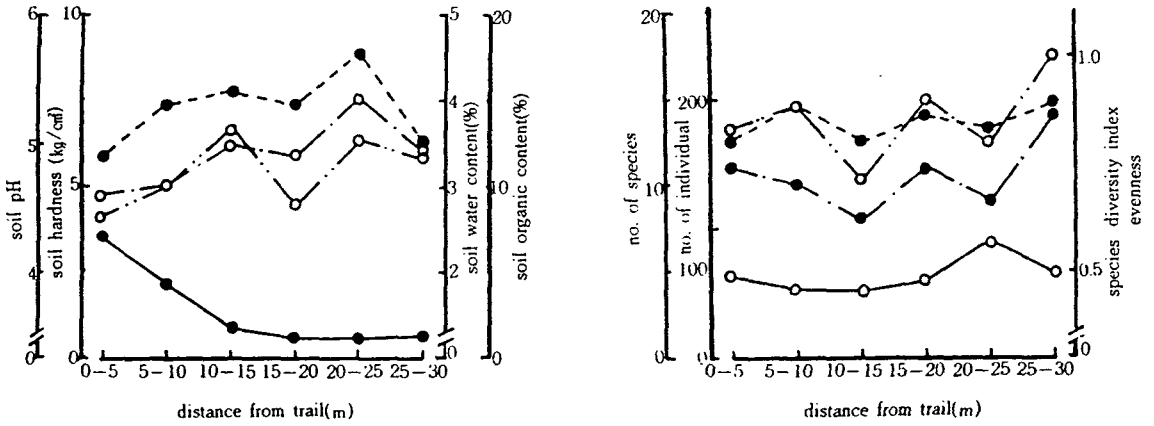 6
5
4
0
soil pH
10
5
0
soil hardness (kg/cm²)
5
4
3
2
0
soil water content(%)
20
10
0
soil organic content(%)
0−5 5−10 10−15 15−20 20−25 25−30
distance from trail(m)
20
10
0
no. of species
200
100
0
no. of individual
1.0
0.5
0
species diversity index
evenness
0−5 5−10 10−15 15−20 20−25 25−30
distance from trail(m)